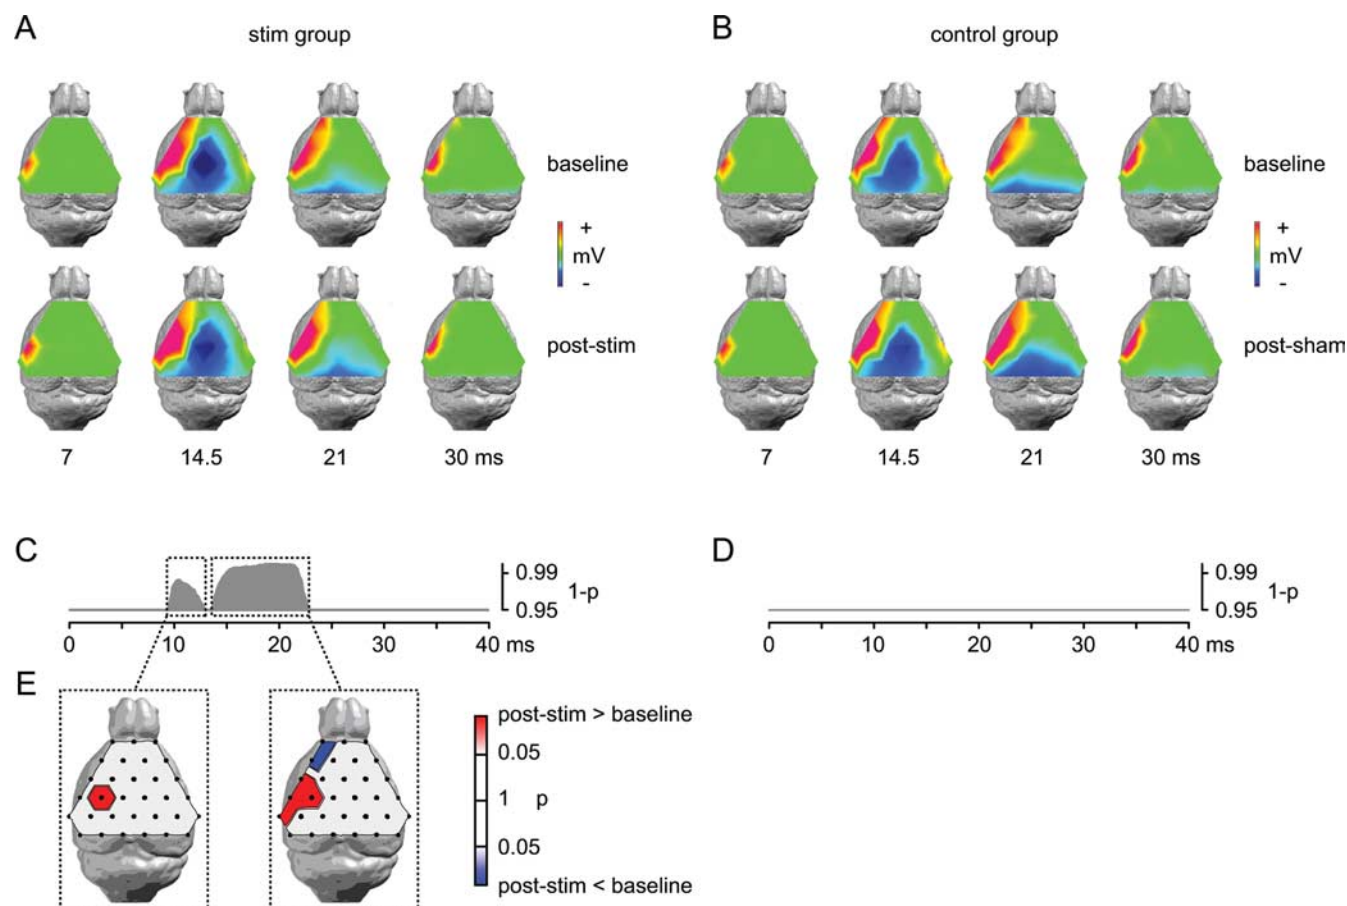 A
stim group
B
control group
baseline
+
mV
-
post-stim
7 14.5 21 30 ms
baseline
+
mV
-
post-sham
7 14.5 21 30 ms
C
0.99
1-p
0.95
0 10 20 30 40 ms
D
0.99
1-p
0.95
0 10 20 30 40 ms
E
post-stim > baseline
0.05
1 p
0.05
post-stim < baseline